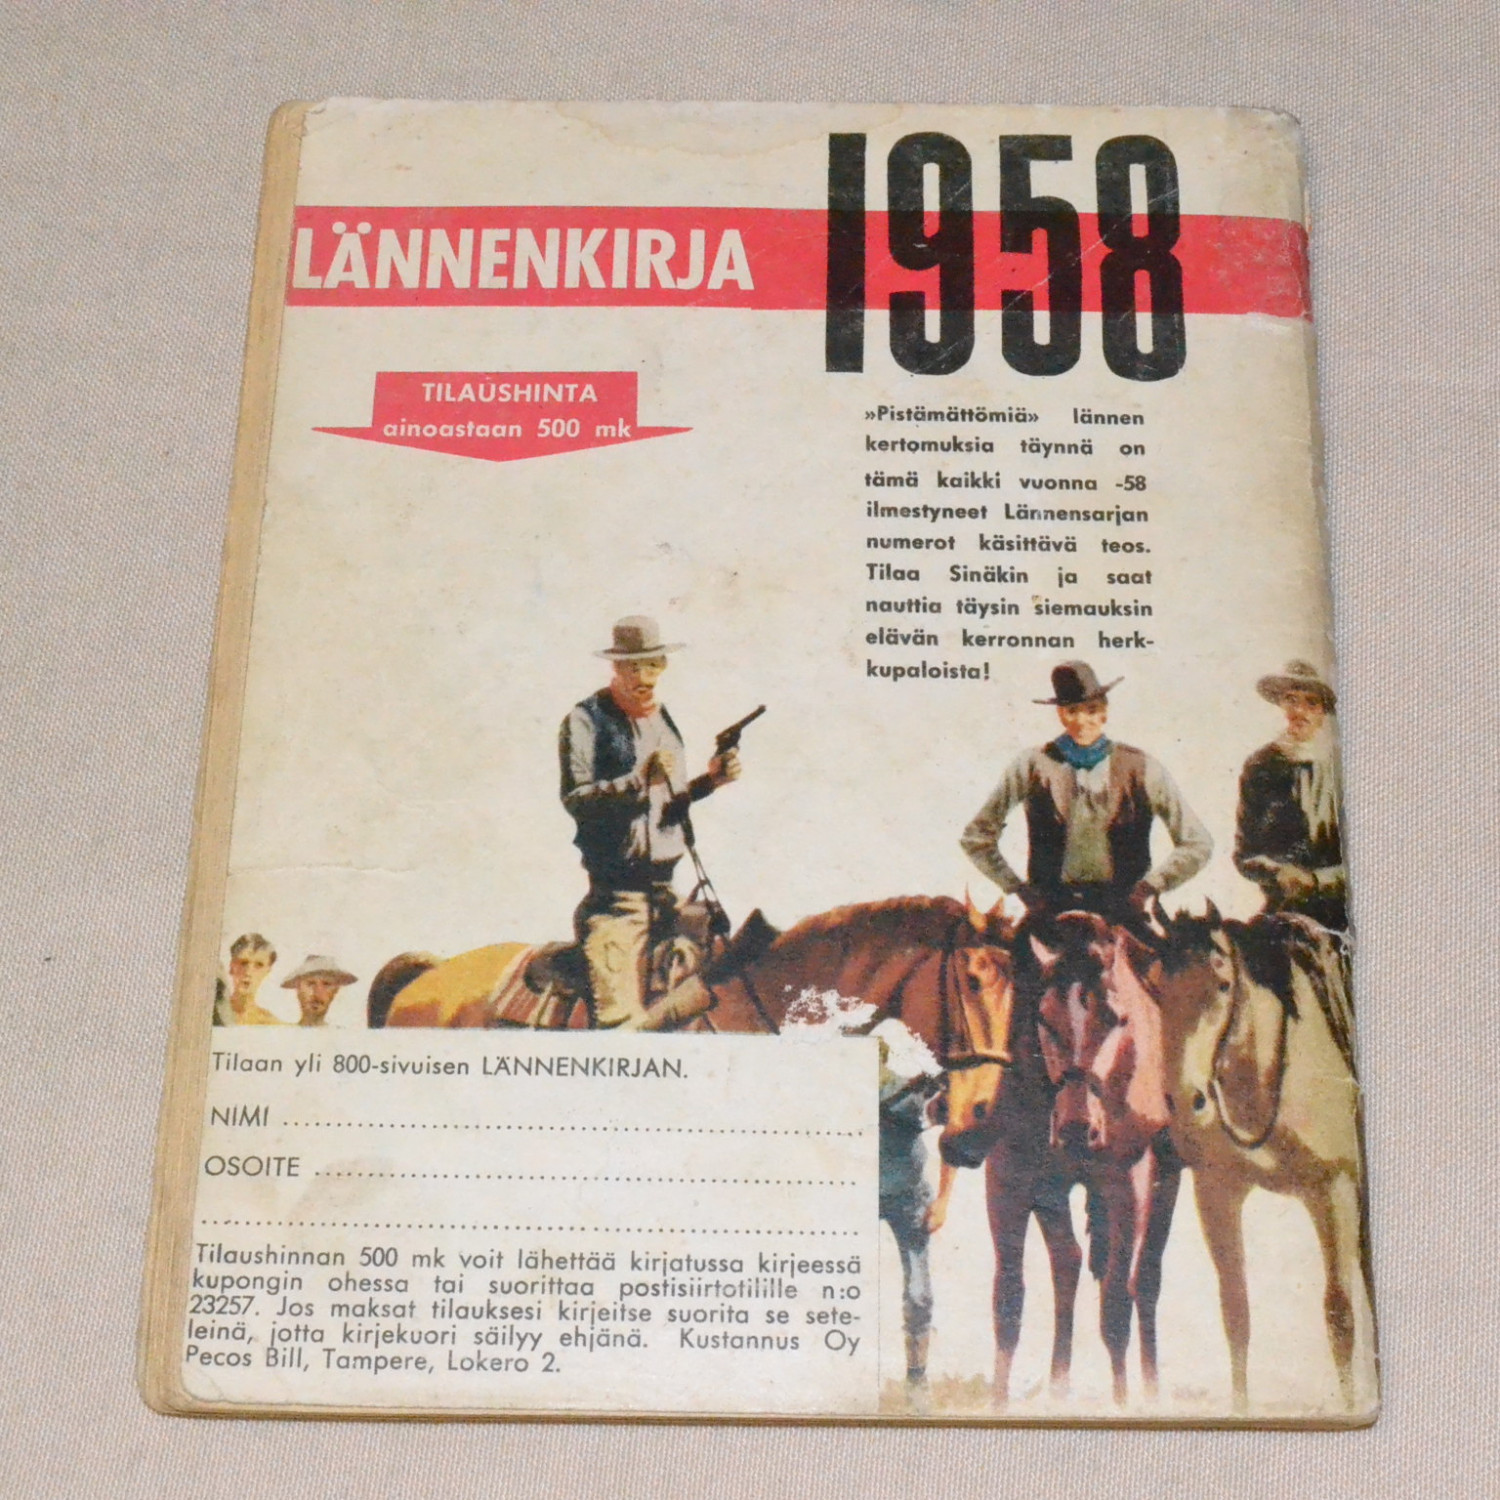 1958
LÄNNENKIRJA
TILAUSHINTA
ainoastaan 500 mk
»Pistämättömiä» lännen
kertomuksia täynnä on
tämä kaikki vuonna -58
ilmestyneet Lännensarjan
numerot käsittävä teos.
Tilaa Sinäkin ja saat
nauttia täysin siemauksin
elävän kerronnan herk-
kupaloista!
Tilaan yli 800-sivuisen LÄNNENKIRJAN.
NIMI
OSOITE
Tilaushinnan 500 mk voit lähettää kirjatussa kirjeessä
kupongin ohessa tai suorittaa postisiirtotilille n:o
23257. Jos maksat tilauksesi kirjeitse suorita se sete-
leinä, jotta kirjekuori säilyy ehjänä. Kustannus Oy
Pecos Bill, Tampere, Lokero 2.